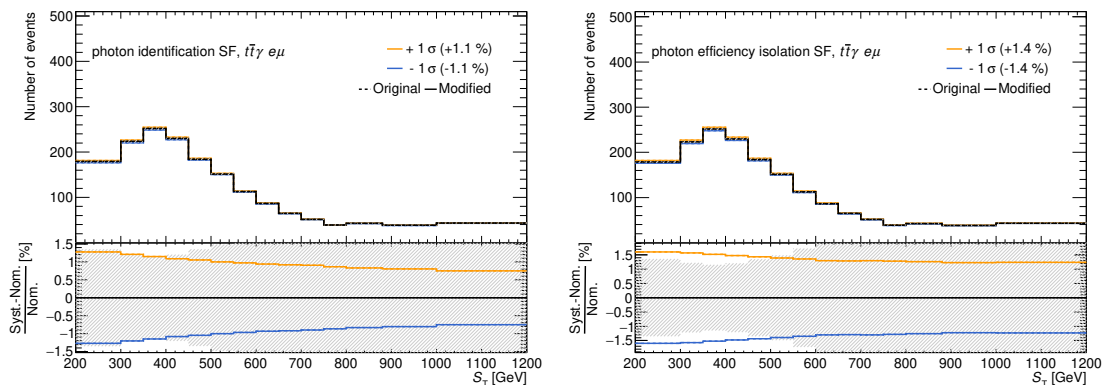 Number of events
500
400
300
200
100
photon identification SF, tt̄γ eμ
+ 1 σ (+1.1 %)
- 1 σ (-1.1 %)
Original Modified
Syst.-Nom.
Nom. [%]
1.5
1
0.5
0
−0.5
−1
−1.5
200 300 400 500 600 700 800 900 1000 1100 1200
S_T [GeV]
Number of events
500
400
300
200
100
photon efficiency isolation SF, tt̄γ eμ
+ 1 σ (+1.4 %)
- 1 σ (-1.4 %)
Original Modified
Syst.-Nom.
Nom. [%]
1.5
1
0.5
0
−0.5
−1
−1.5
200 300 400 500 600 700 800 900 1000 1100 1200
S_T [GeV]